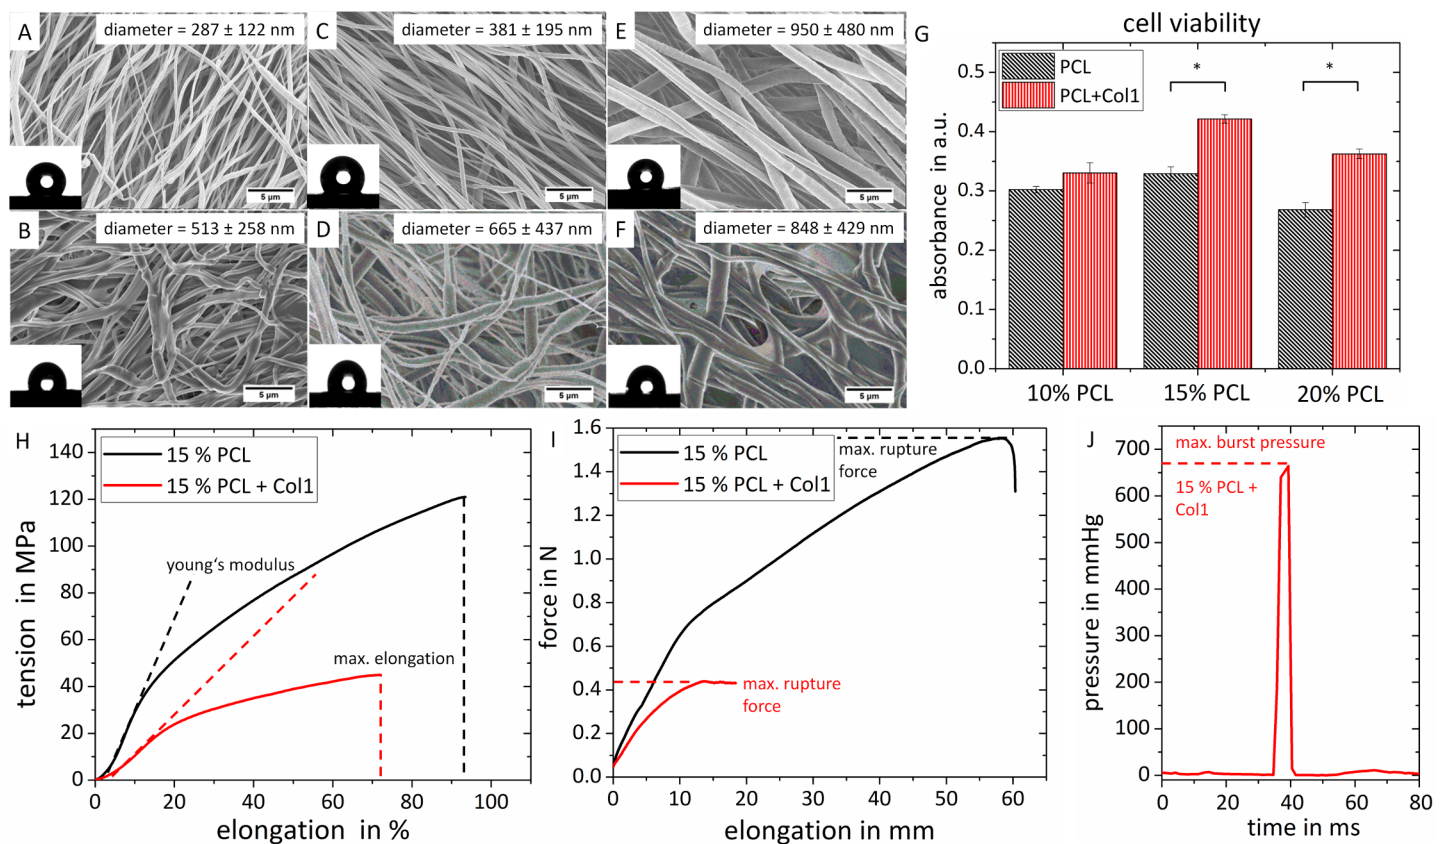 A
diameter = 287 ± 122 nm
5 µm
C
diameter = 381 ± 195 nm
5 µm
E
diameter = 950 ± 480 nm
5 µm
B
diameter = 513 ± 258 nm
5 µm
D
diameter = 665 ± 437 nm
5 µm
F
diameter = 848 ± 429 nm
5 µm
G
cell viability
PCL
PCL+Col1
*
*
absorbance in a.u.
0.5
0.4
0.3
0.2
0.1
0.0
10% PCL
15% PCL
20% PCL
H
15 % PCL
15 % PCL + Col1
young‘s modulus
max. elongation
tension in MPa
140
120
100
80
60
40
20
0
0
20
40
60
80
100
elongation in %
I
15 % PCL
15 % PCL + Col1
max. rupture
force
max. rupture
force
force in N
1.6
1.4
1.2
1.0
0.8
0.6
0.4
0.2
0.0
0
10
20
30
40
50
60
elongation in mm
J
max. burst pressure
15 % PCL +
Col1
pressure in mmHg
700
600
500
400
300
200
100
0
0
20
40
60
80
time in ms